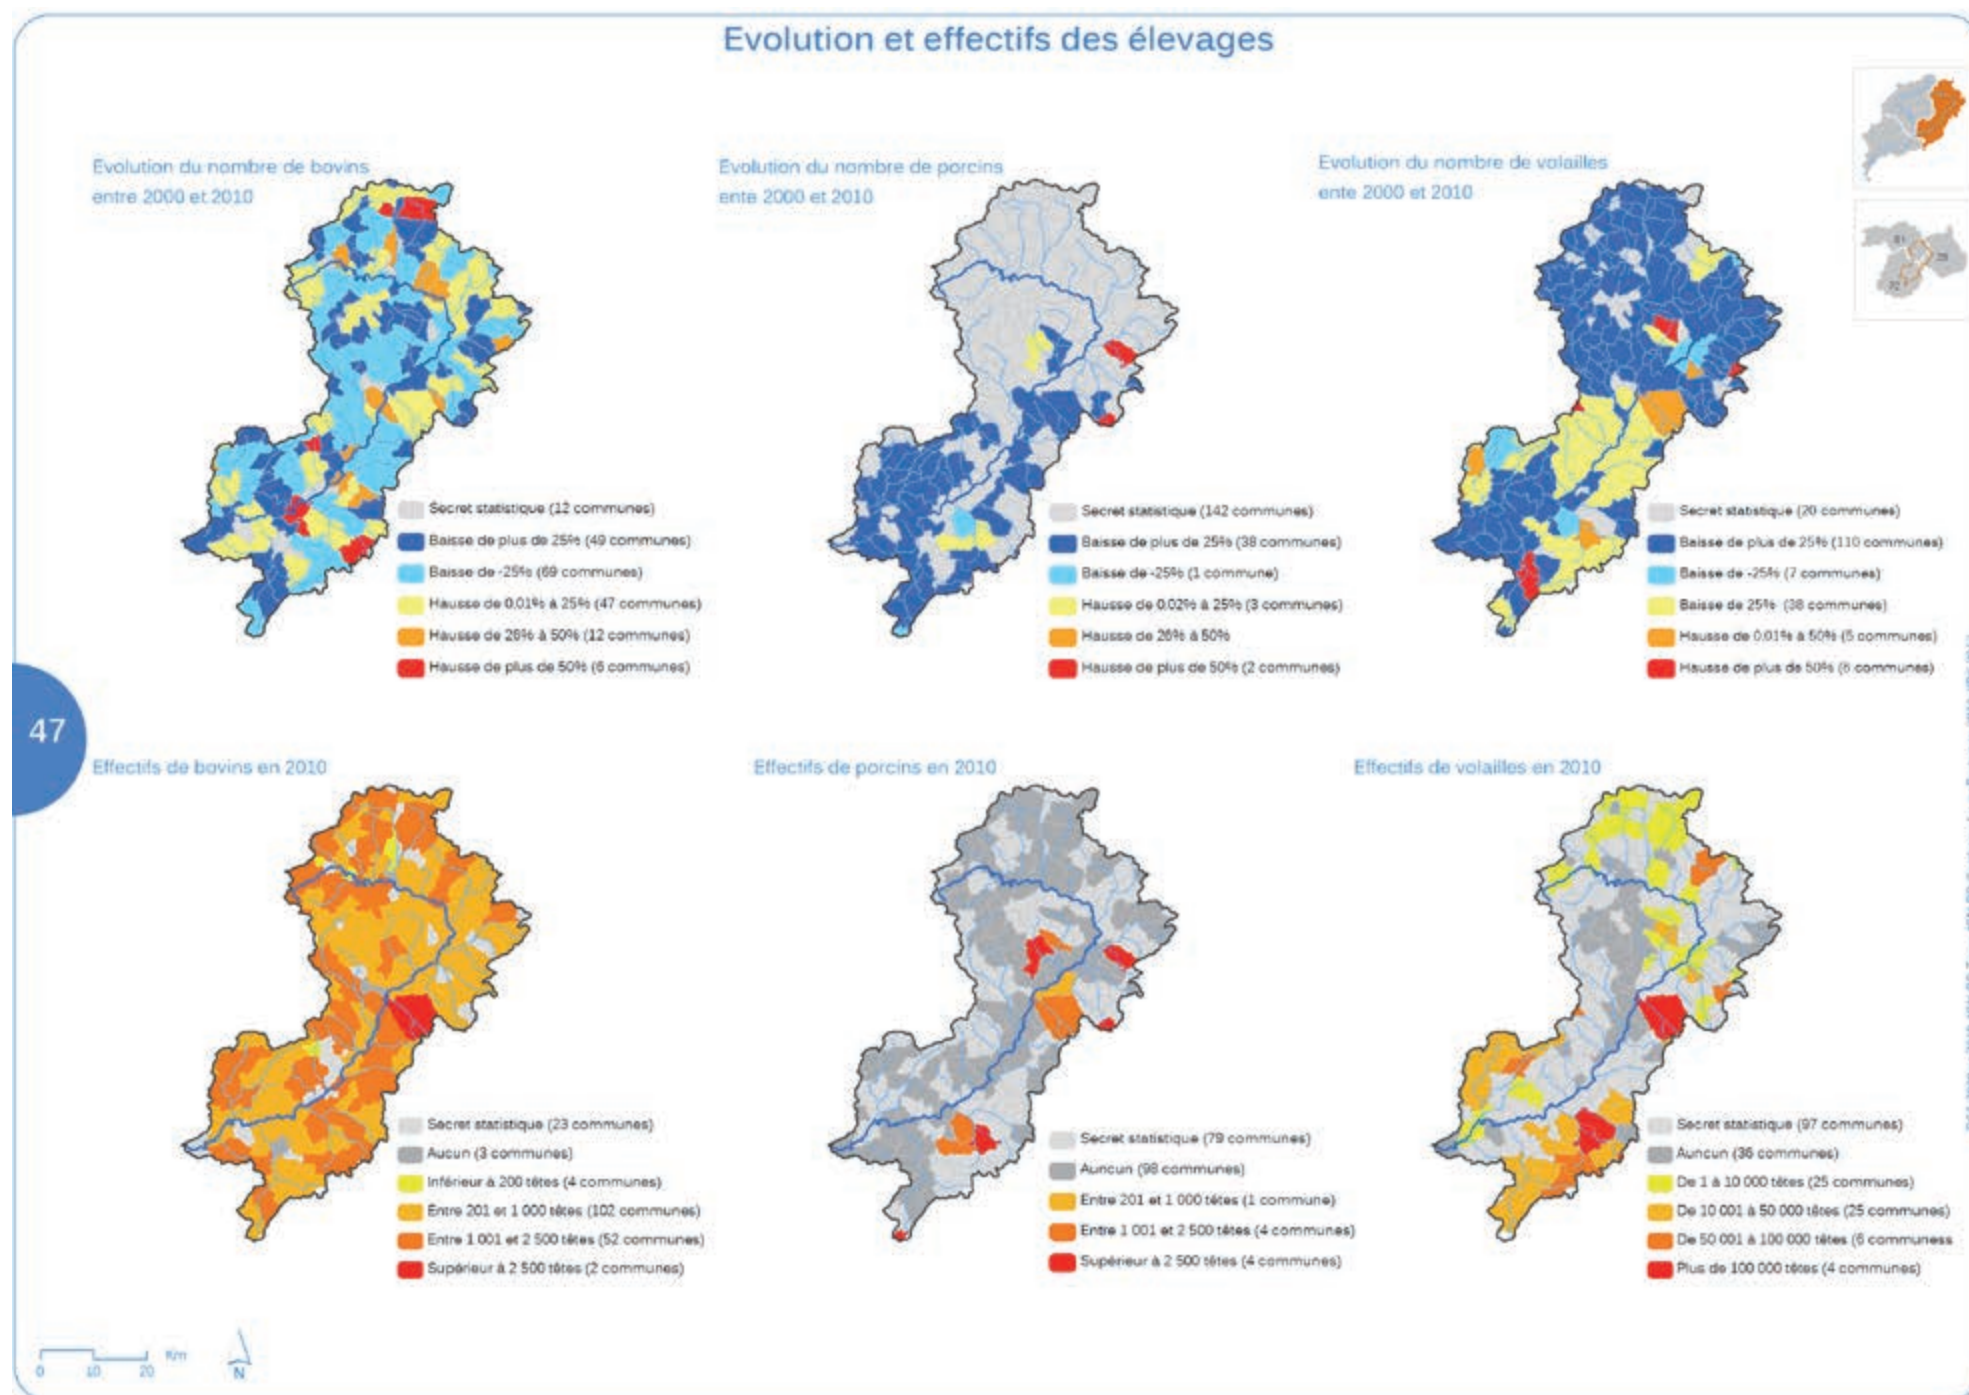 Evolution et effectifs des élevages
Evolution du nombre de bovins
entre 2000 et 2010
Evolution du nombre de porcins
ente 2000 et 2010
Evolution du nombre de volailles
ente 2000 et 2010
61
28
72
Secret statistique (12 communes)
Baisse de plus de 25% (49 communes)
Baisse de -25% (69 communes)
Hausse de 0,01% à 25% (47 communes)
Hausse de 26% à 50% (12 communes)
Hausse de plus de 50% (6 communes)
Secret statistique (142 communes)
Baisse de plus de 25% (38 communes)
Baisse de -25% (1 commune)
Hausse de 0,02% à 25% (3 communes)
Hausse de 26% à 50%
Hausse de plus de 50% (2 communes)
Secret statistique (20 communes)
Baisse de plus de 25% (110 communes)
Baisse de -25% (7 communes)
Baisse de 25% (38 communes)
Hausse de 0,01% à 50% (5 communes)
Hausse de plus de 50% (6 communes)
47
Effectifs de bovins en 2010
Effectifs de porcins en 2010
Effectifs de volailles en 2010
Secret statistique (23 communes)
Aucun (3 communes)
Inférieur à 200 têtes (4 communes)
Entre 201 et 1 000 têtes (102 communes)
Entre 1 001 et 2 500 têtes (52 communes)
Supérieur à 2 500 têtes (2 communes)
Secret statistique (79 communes)
Auncun (98 communes)
Entre 201 et 1 000 têtes (1 commune)
Entre 1 001 et 2 500 têtes (4 communes)
Supérieur à 2 500 têtes (4 communes)
Secret statistique (97 communes)
Auncun (36 communes)
De 1 à 10 000 têtes (25 communes)
De 10 001 à 50 000 têtes (25 communes)
De 50 001 à 100 000 têtes (6 communess
Plus de 100 000 têtes (4 communes)
0 10 20 Km
N